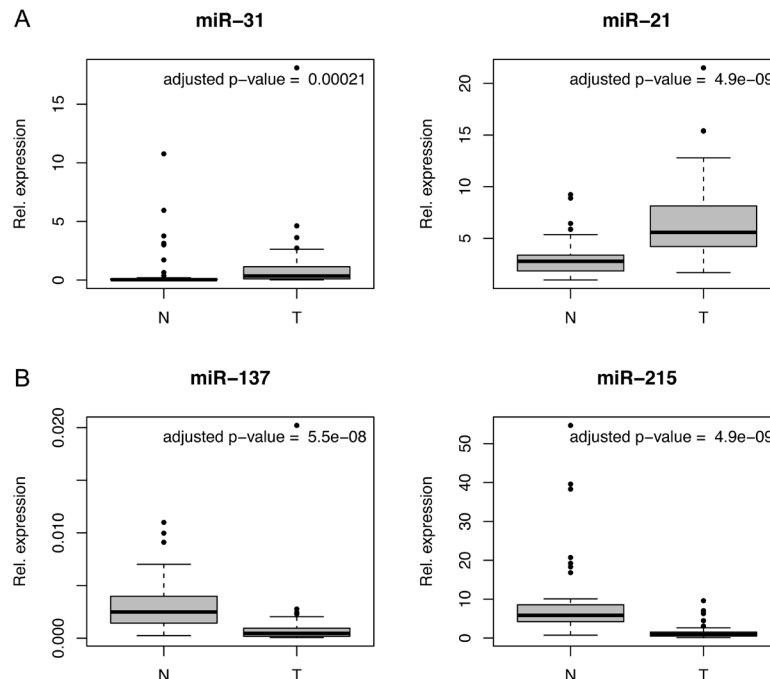 A
miR−31
miR−21
adjusted p−value = 0.00021
adjusted p−value = 4.9e−09
Rel. expression
0
5
10
15
N
T
Rel. expression
5
10
15
20
N
T
B
miR−137
miR−215
adjusted p−value = 5.5e−08
adjusted p−value = 4.9e−09
Rel. expression
0.000
0.010
0.020
N
T
Rel. expression
0
10
20
30
40
50
N
T